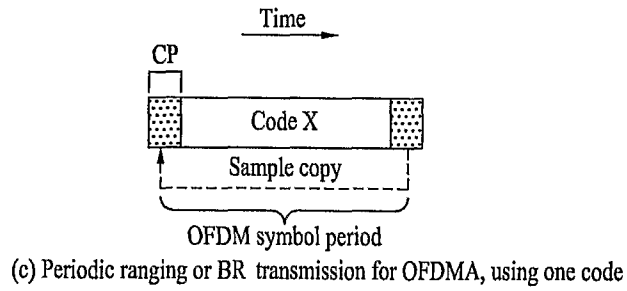 Time
CP
Code X
Sample copy
OFDM symbol period
(c) Periodic ranging or BR transmission for OFDMA, using one code